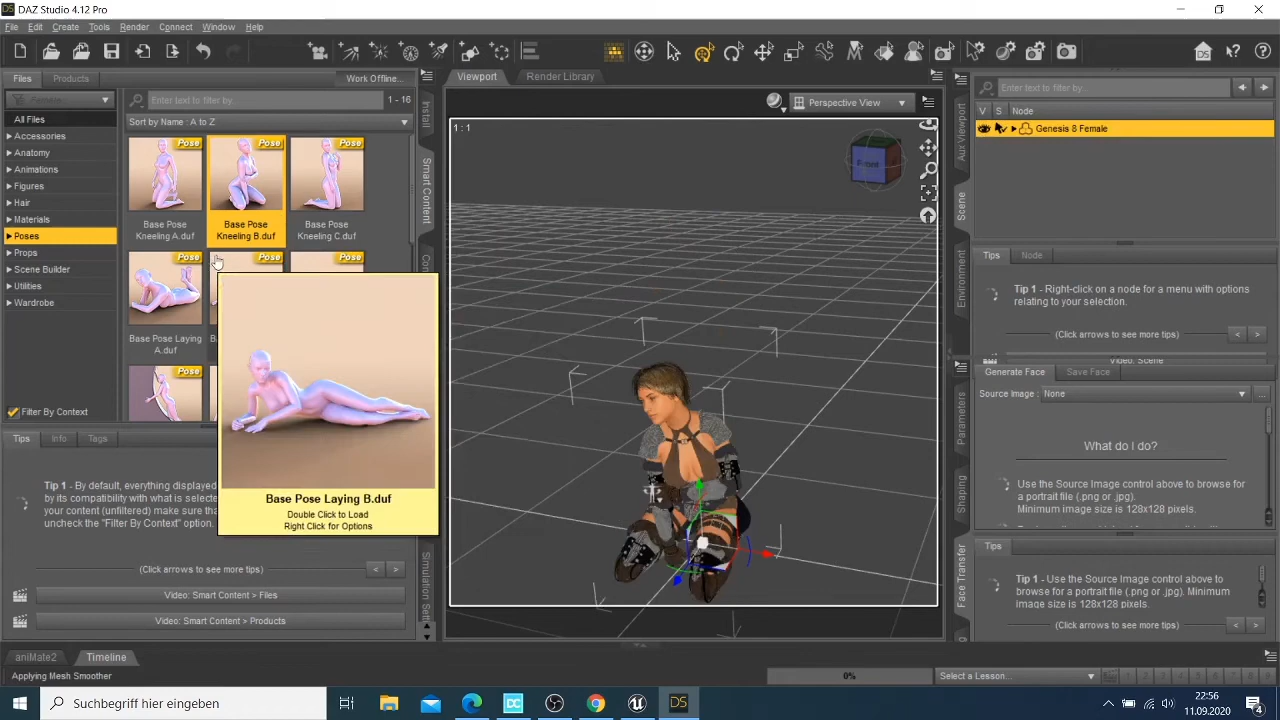 DAZ Studio 4.12 Pro
File Edit Create Tools Render Connect Window Help
Files Products Work Offline...
Enter text to filter by... 1 - 16
All Files
Sort by Name : A to Z
Accessories
Anatomy
Animations
Figures
Hair
Materials
Poses
Props
Scene Builder
Utilities
Wardrobe
Filter By Context
Pose
Pose
Pose
Base Pose
Kneeling A.duf
Base Pose
Kneeling B.duf
Base Pose
Kneeling C.duf
Pose
Pose
Pose
Base Pose Laying
A.duf
Pose
Base Pose Laying B.duf
Double Click to Load
Right Click for Options
Tips Info Tags
Tip 1 - By default, everything displayed
by its compatibility with what is selecte
products (unfiltered) make sure that
uncheck the "Filter By Context" option.
(Click arrows to see more tips) < >
Video: Smart Content > Files
Video: Smart Content > Products
Install
Smart Content
Viewport Render Library
Perspective View
1 : 1
Aux Viewport
Scene
Environment
Parameters
Shaping
Face Transfer
Enter text to filter by...
V S Node
Genesis 8 Female
Tips Node
Tip 1 - Right-click on a node for a menu with options
relating to your selection.
(Click arrows to see more tips) < >
Video: Scene
Generate Face Save Face
Source Image : None ...
What do I do?
Use the Source Image control above to browse
for a portrait file (.png or .jpg).
Minimum image size is 128x128 pixels.
Tips
Tip 1 - Use the Source Image control above to
browse for a portrait file (.png or .jpg). Minimum
image size is 128x128 pixels.
(Click arrows to see more tips) < >
aniMate2 Timeline
Applying Mesh Smoother 0% Select a Lesson...
Suchbegriff hier eingeben
DC
DS
22:56
11.09.2020